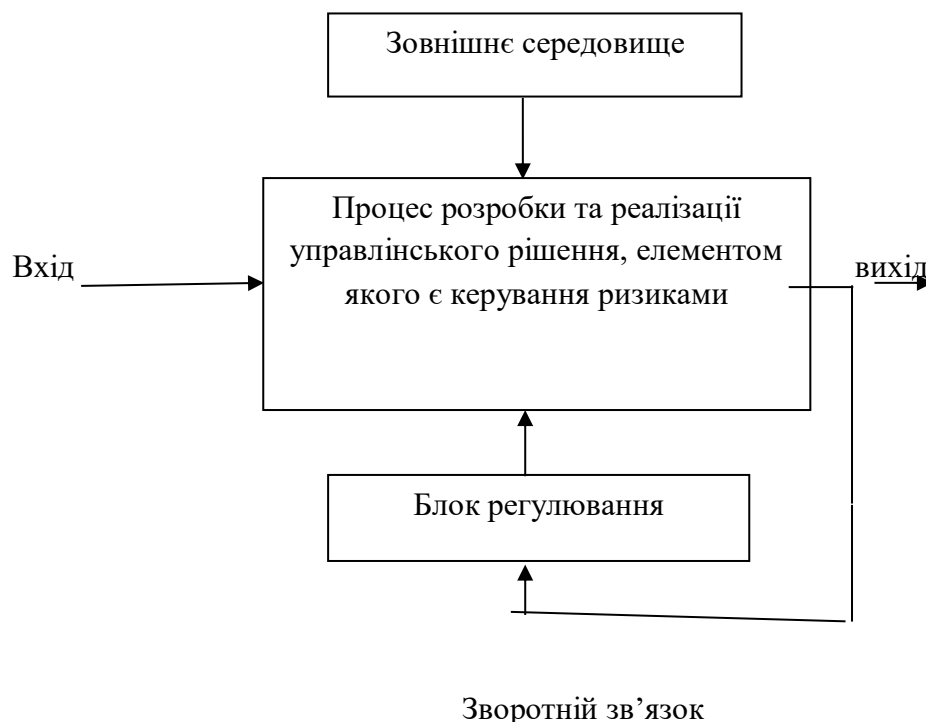 Зовнішнє середовище
Процес розробки та реалізації
управлінського рішення, елементом
якого є керування ризиками
Вхід
вихід
Блок регулювання
Зворотній зв’язок